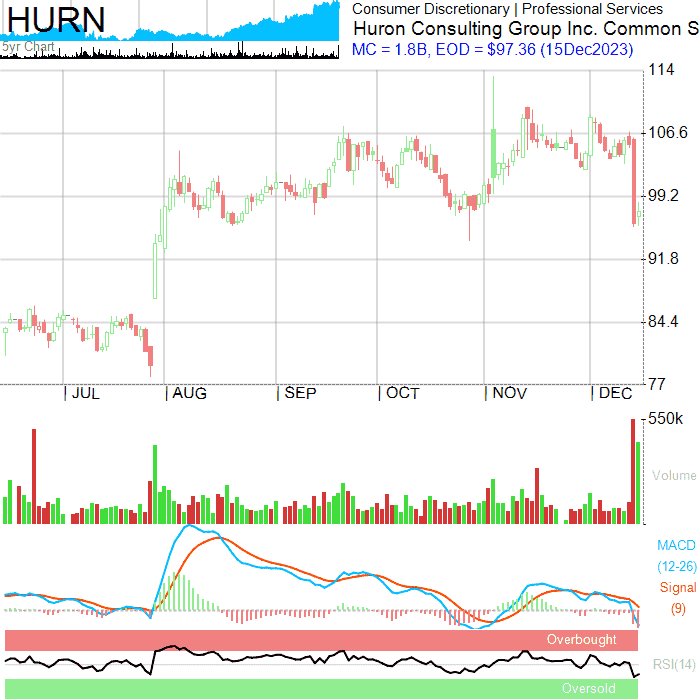 HURN
5yr Chart
Consumer Discretionary | Professional Services
Huron Consulting Group Inc. Common S
MC = 1.8B, EOD = $97.36 (15Dec2023)
114
106.6
99.2
91.8
84.4
77
| JUL | AUG | SEP | OCT | NOV | DEC
550k
Volume
MACD
(12-26)
Signal
(9)
Overbought
RSI(14)
Oversold